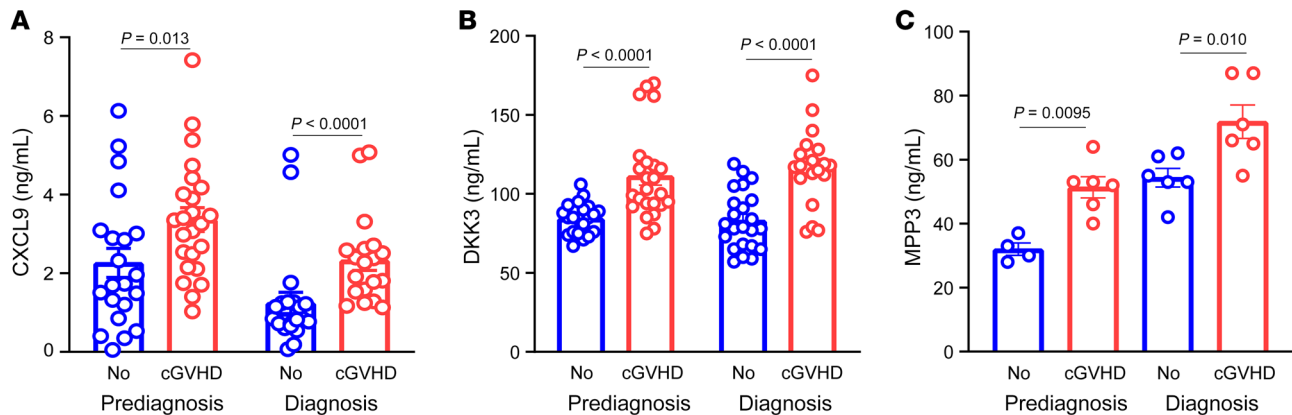 A
CXCL9 (ng/mL)
8
6
4
2
0
P = 0.013
P < 0.0001
No cGVHD No cGVHD
Prediagnosis Diagnosis
B
DKK3 (ng/mL)
200
150
100
50
0
P < 0.0001
P < 0.0001
No cGVHD No cGVHD
Prediagnosis Diagnosis
C
MPP3 (ng/mL)
100
80
60
40
20
0
P = 0.0095
P = 0.010
No cGVHD No cGVHD
Prediagnosis Diagnosis